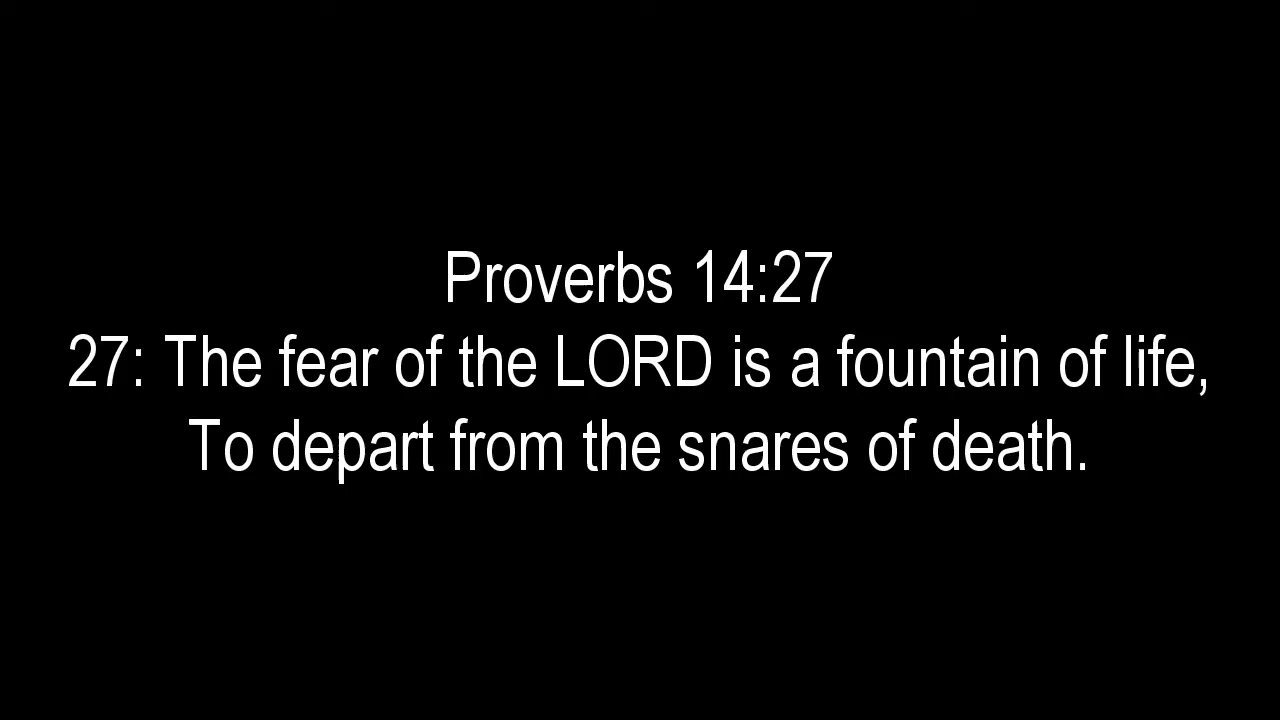 Proverbs 14:27
27: The fear of the LORD is a fountain of life,
To depart from the snares of death.